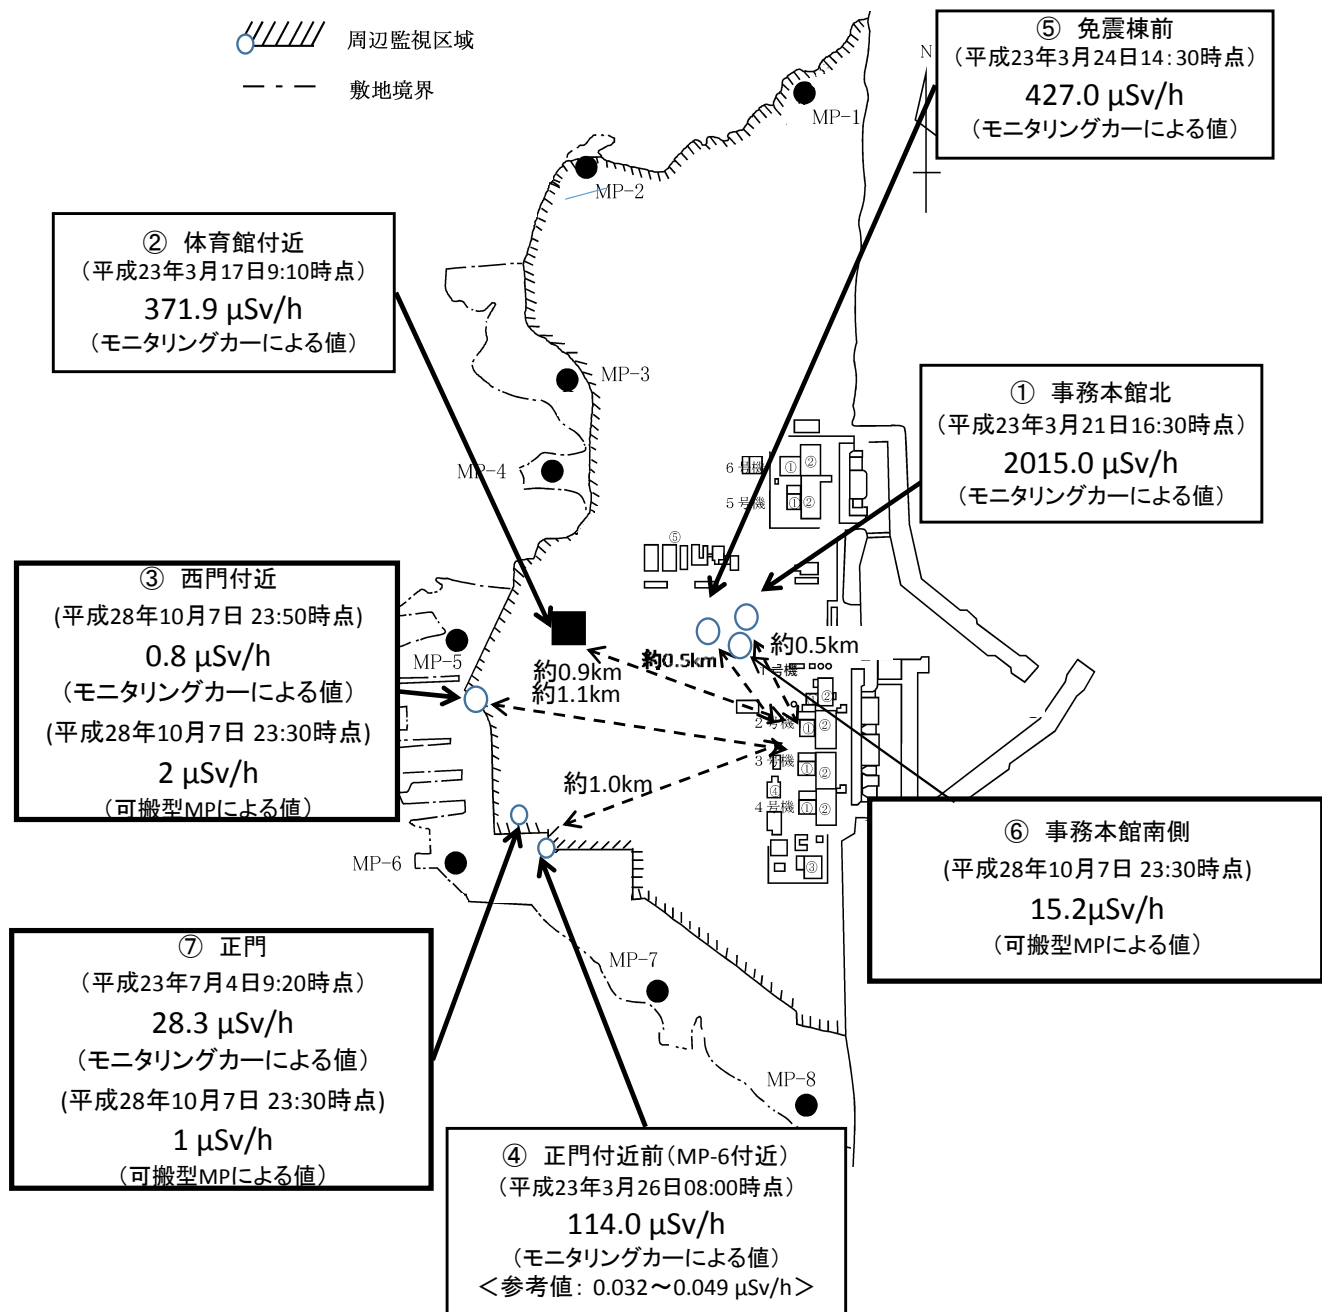 周辺監視区域
敷地境界
⑤ 免震棟前
（平成23年3月24日14:30時点）
427.0 μSv/h
（モニタリングカーによる値）
N
MP-1
MP-2
② 体育館付近
（平成23年3月17日9:10時点）
371.9 μSv/h
（モニタリングカーによる値）
MP-3
① 事務本館北
（平成23年3月21日16:30時点）
2015.0 μSv/h
（モニタリングカーによる値）
MP-4
6号機
①
②
5号機
①
②
⑤
③ 西門付近
(平成28年10月7日 23:50時点)
0.8 μSv/h
（モニタリングカーによる値）
(平成28年10月7日 23:30時点)
2 μSv/h
（可搬型MPによる値）
MP-5
約0.9km
約1.1km
約0.5km
約0.5km
1号機
②
2号機
①
②
3号機
①
②
④
4号機
①
②
③
約1.0km
⑥ 事務本館南側
(平成28年10月7日 23:30時点)
15.2μSv/h
（可搬型MPによる値）
MP-6
⑦ 正門
（平成23年7月4日9:20時点）
28.3 μSv/h
（モニタリングカーによる値）
(平成28年10月7日 23:30時点)
1 μSv/h
（可搬型MPによる値）
MP-7
MP-8
④ 正門付近前（MP-6付近）
（平成23年3月26日08:00時点）
114.0 μSv/h
（モニタリングカーによる値）
＜参考値： 0.032～0.049 μSv/h＞